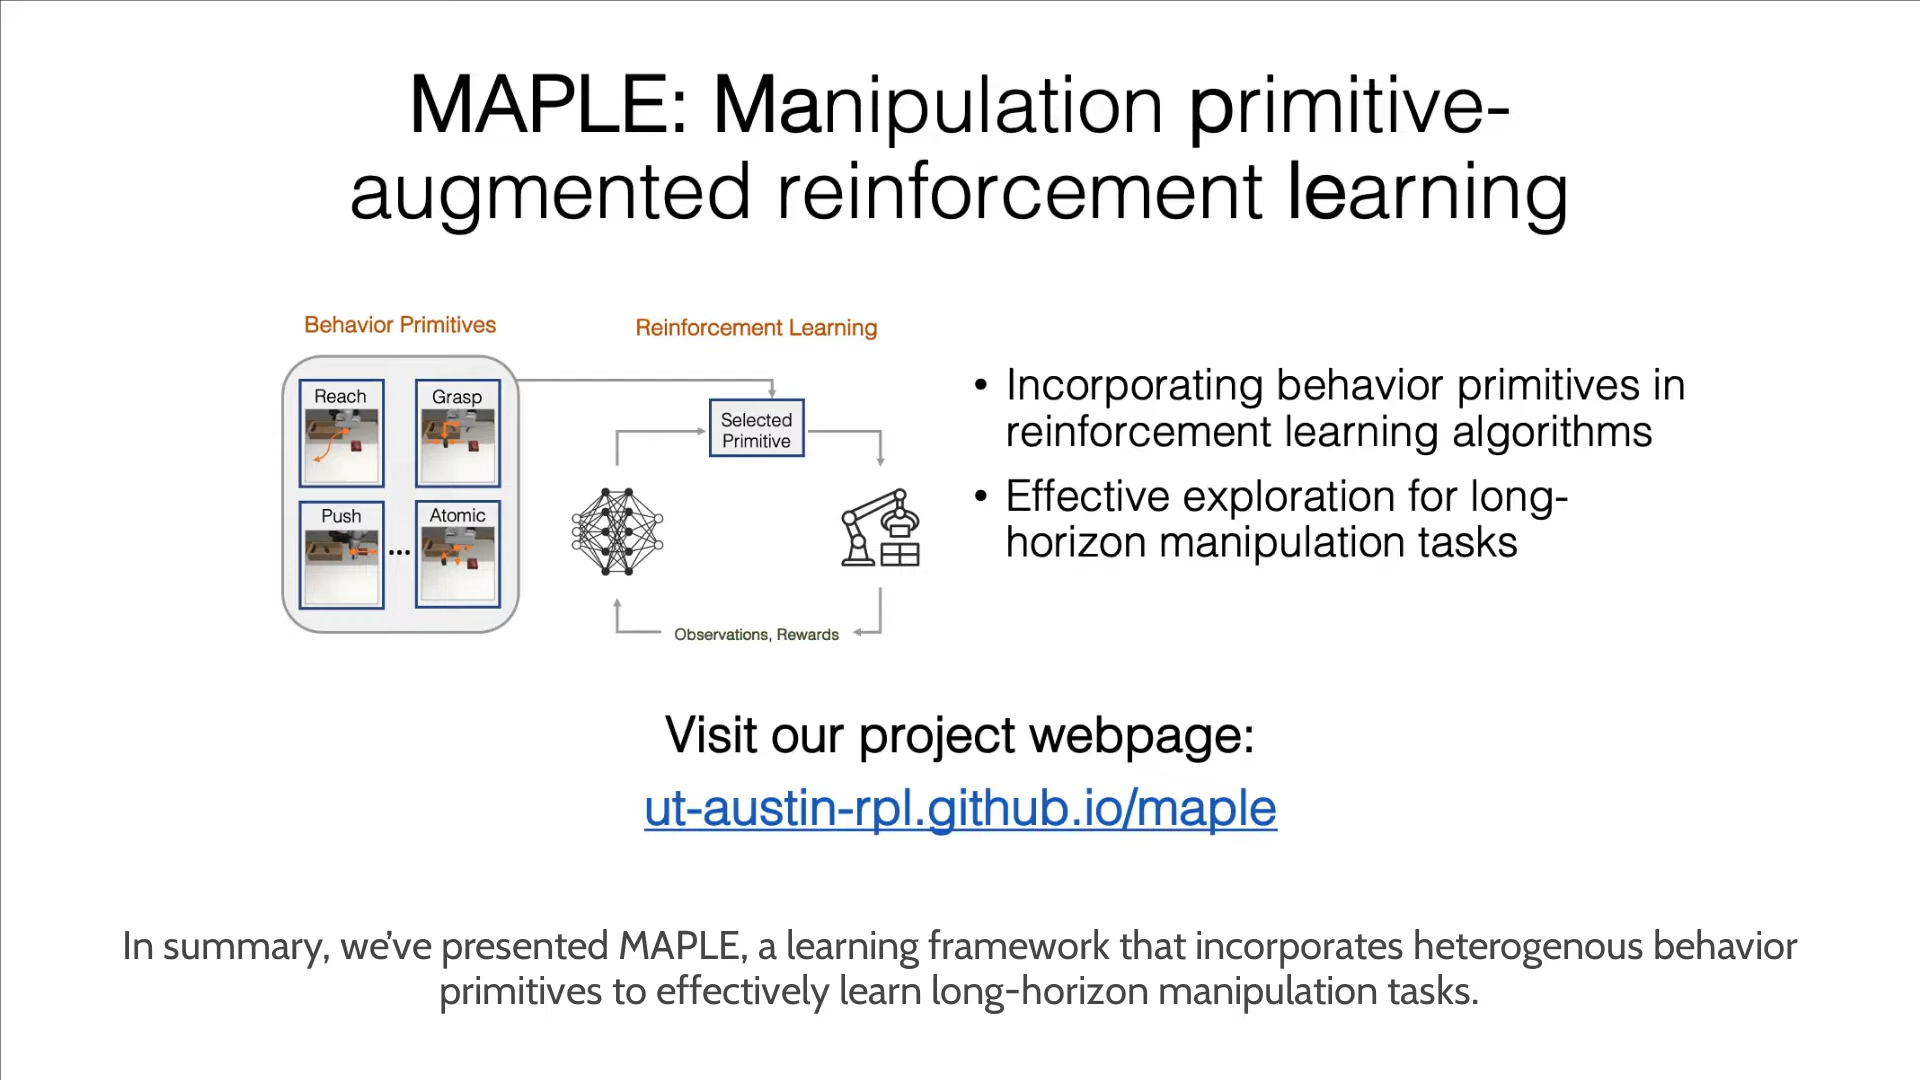 MAPLE: Manipulation primitive-
augmented reinforcement learning
Behavior Primitives
Reinforcement Learning
Reach
Grasp
Push
...
Atomic
Selected
Primitive
Observations, Rewards
• Incorporating behavior primitives in
reinforcement learning algorithms
• Effective exploration for long-
horizon manipulation tasks
Visit our project webpage:
ut-austin-rpl.github.io/maple
In summary, we’ve presented MAPLE, a learning framework that incorporates heterogenous behavior
primitives to effectively learn long-horizon manipulation tasks.